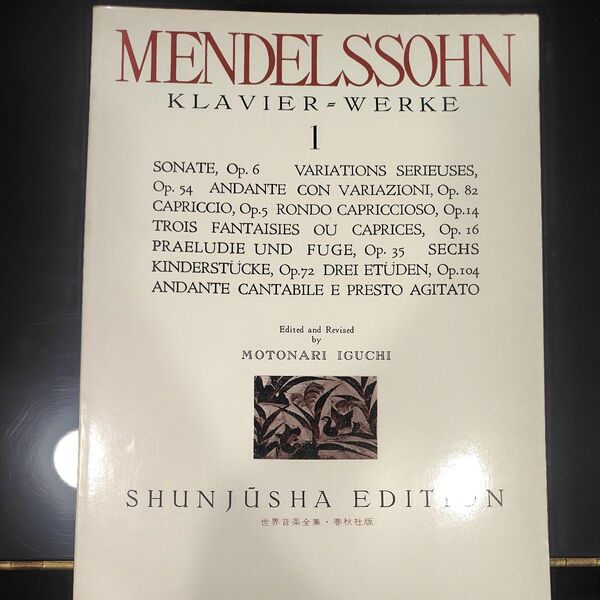 MENDELSSOHN
KLAVIER=WERKE
1
SONATE, Op. 6 VARIATIONS SERIEUSES,
Op. 54 ANDANTE CON VARIAZIONI, Op. 82
CAPRICCIO, Op.5 RONDO CAPRICCIOSO, Op.14
TROIS FANTAISIES OU CAPRICES, Op. 16
PRAELUDIE UND FUGE, Op. 35 SECHS
KINDERSTÜCKE, Op.72 DREI ETÜDEN, Op.104
ANDANTE CANTABILE E PRESTO AGITATO
Edited and Revised
by
MOTONARI IGUCHI
SHUNJŪSHA EDITION
世界音楽全集・春秋社版